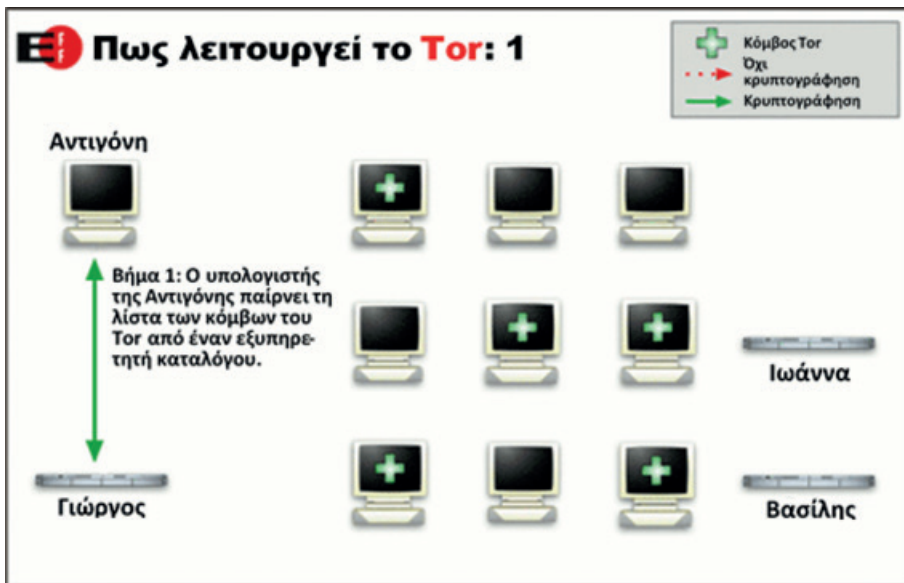 EFF Πως λειτουργεί το Tor: 1
Κόμβος Tor
Όχι
κρυπτογράφηση
Κρυπτογράφηση
Αντιγόνη
Βήμα 1: Ο υπολογιστής
της Αντιγόνης παίρνει τη
λίστα των κόμβων του
Tor από έναν εξυπηρε-
τητή καταλόγου.
Ιωάννα
Γιώργος
Βασίλης